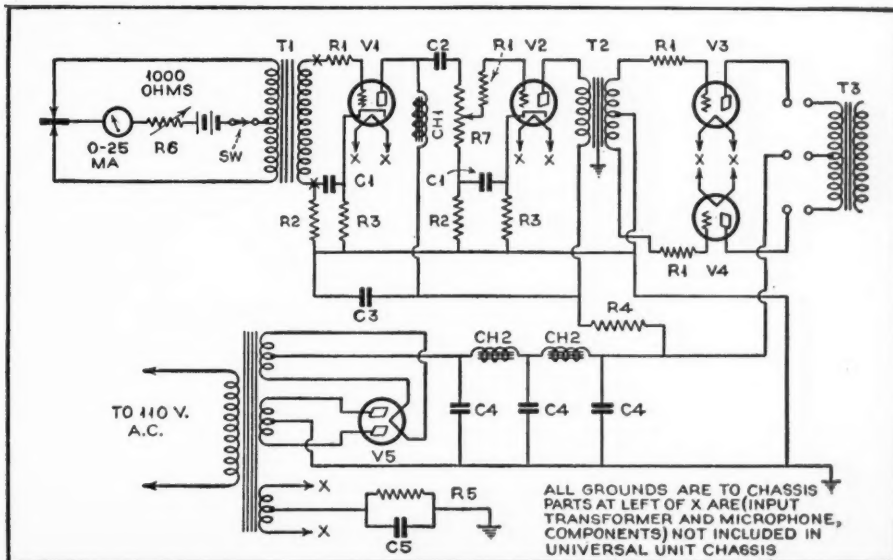 T1
R1
V1
C2
R1
V2
T2
R1
V3
T3
1000
OHMS
0-25
MA
R6
SW
CH1
R7
X
X
X
X
X
X
X
X
X
X
C1
C1
R2
R3
R2
R3
R1
V4
C3
R4
CH2
CH2
TO 110 V.
A.C.
V5
C4
C4
C4
X
X
R5
C5
ALL GROUNDS ARE TO CHASSIS
PARTS AT LEFT OF X ARE (INPUT
TRANSFORMER AND MICROPHONE,
COMPONENTS) NOT INCLUDED IN
UNIVERSAL UNIT CHASSIS